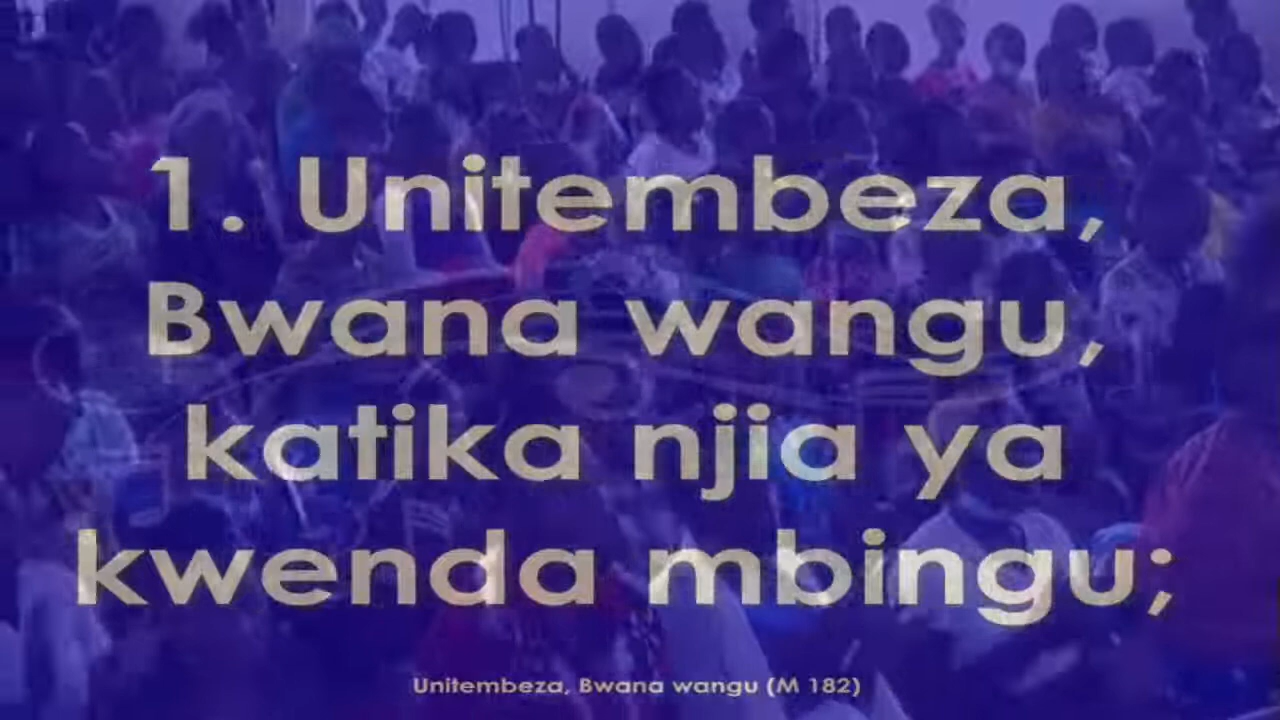 1. Unitembeza,
Bwana wangu,
katika njia ya
kwenda mbingu;
Unitembeza, Bwana wangu (M 182)